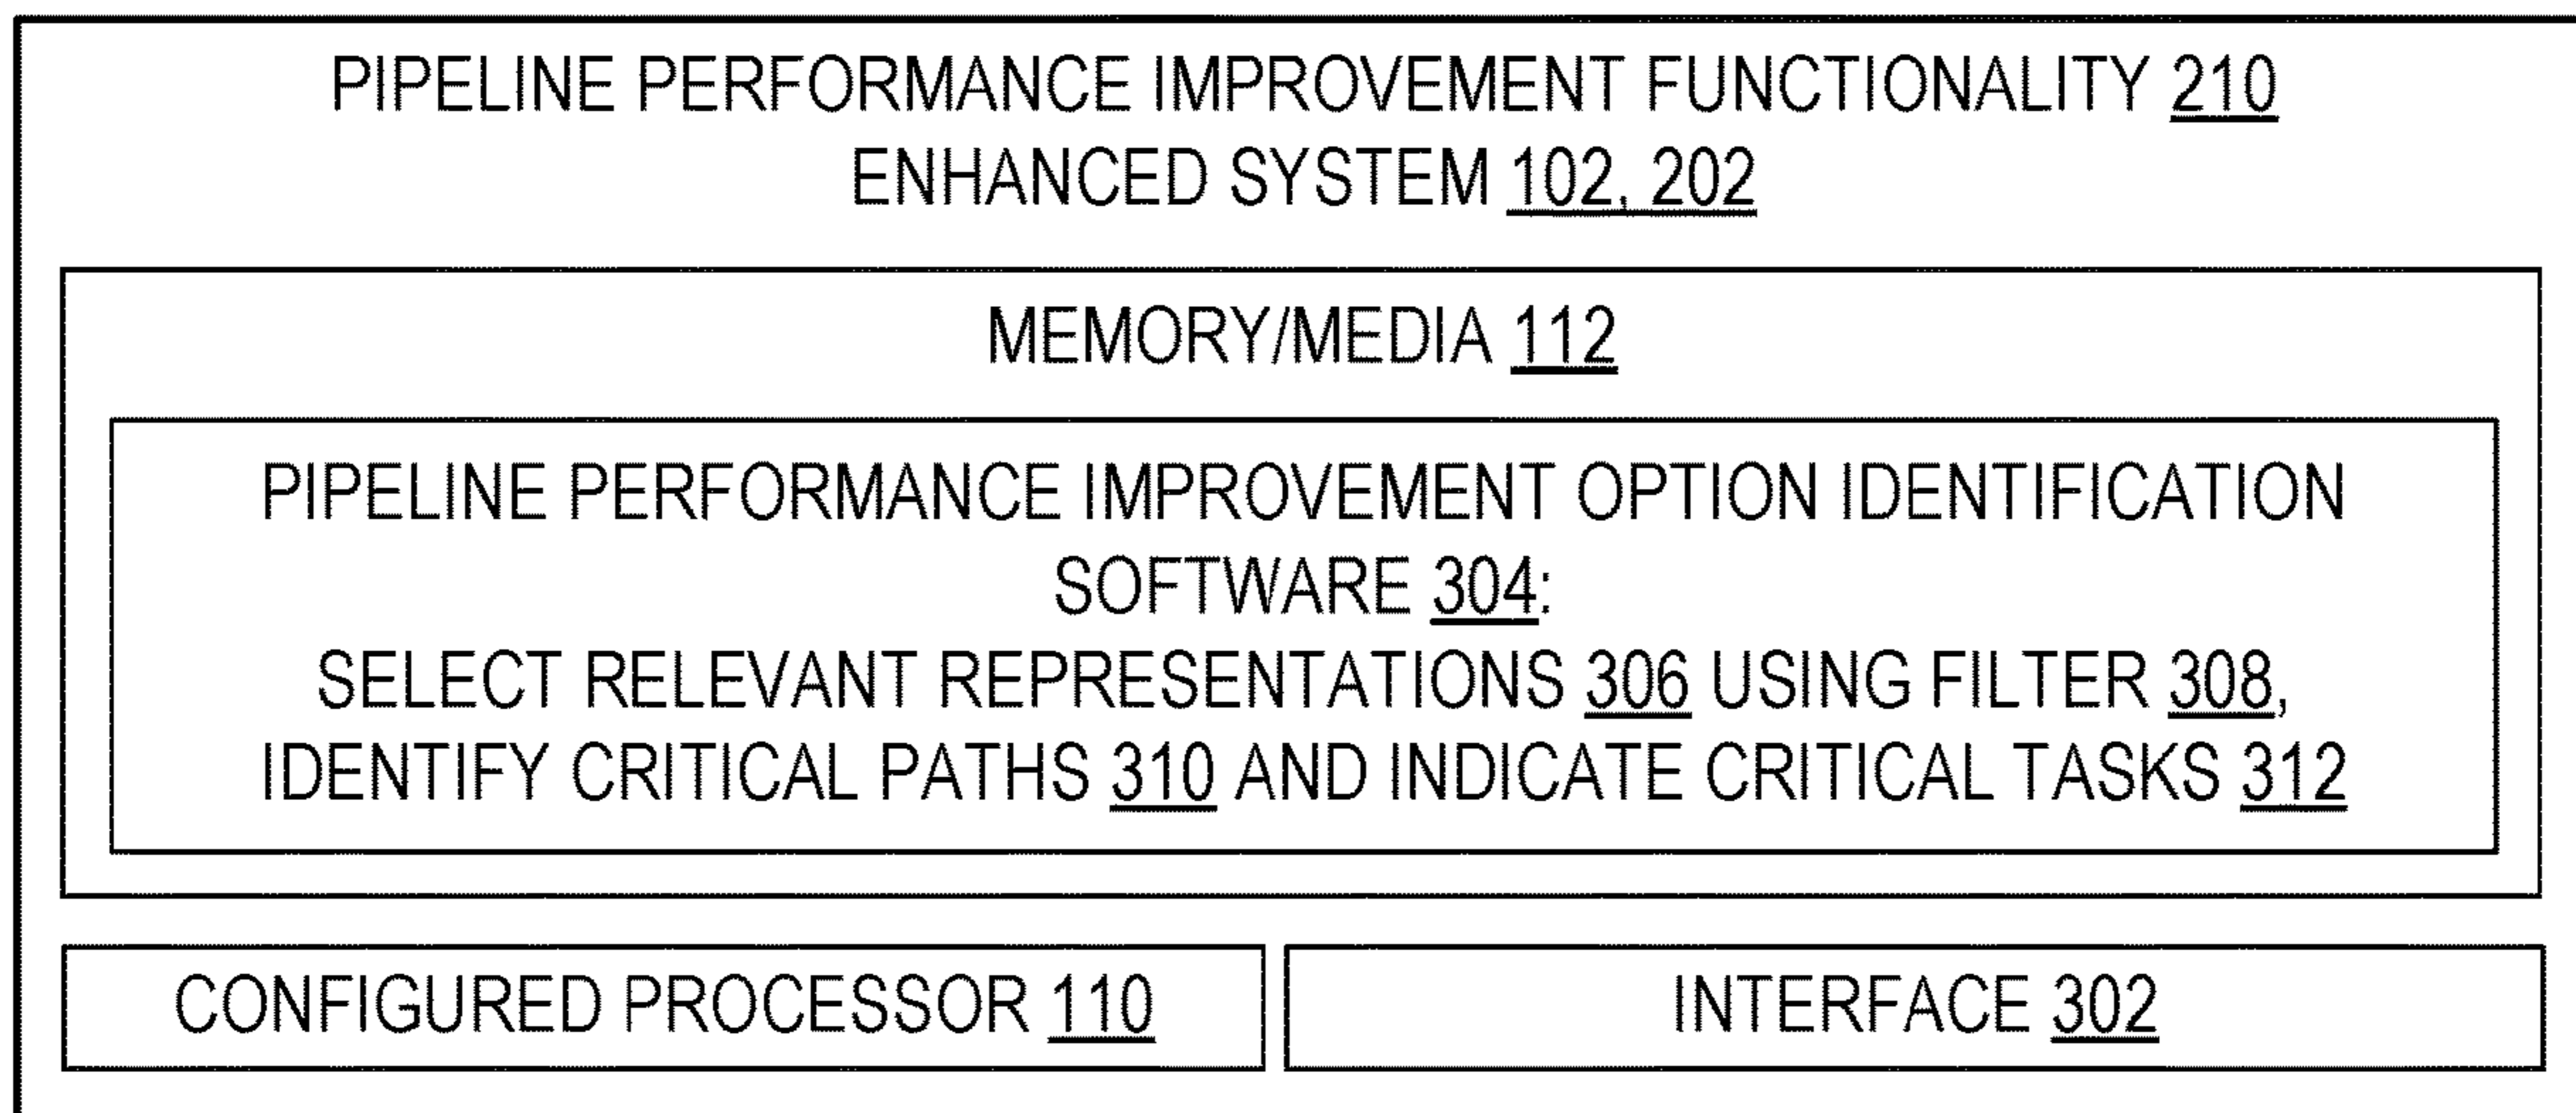 PIPELINE PERFORMANCE IMPROVEMENT FUNCTIONALITY 210
ENHANCED SYSTEM 102, 202
MEMORY/MEDIA 112
PIPELINE PERFORMANCE IMPROVEMENT OPTION IDENTIFICATION
SOFTWARE 304:
SELECT RELEVANT REPRESENTATIONS 306 USING FILTER 308,
IDENTIFY CRITICAL PATHS 310 AND INDICATE CRITICAL TASKS 312
CONFIGURED PROCESSOR 110
INTERFACE 302